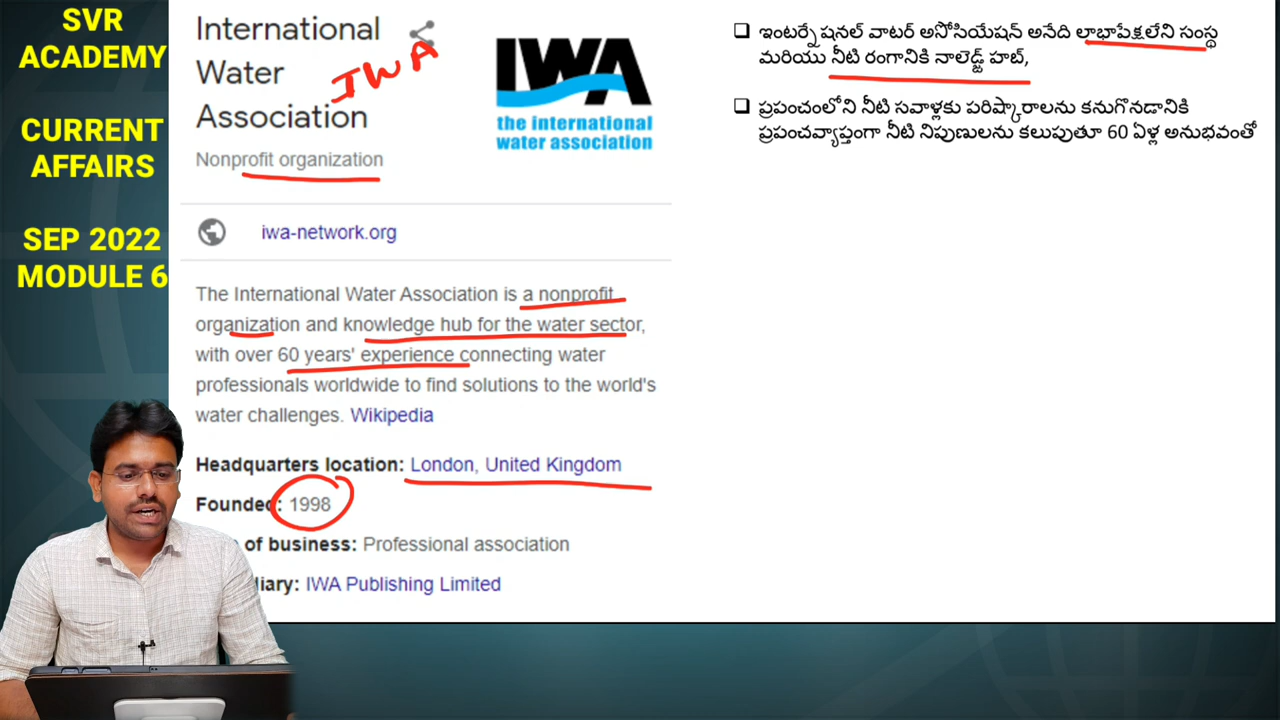 SVR
ACADEMY
CURRENT
AFFAIRS
SEP 2022
MODULE 6
International
Water
Association
IWA
Nonprofit organization
IWA
the international
water association
iwa-network.org
The International Water Association is a nonprofit
organization and knowledge hub for the water sector,
with over 60 years' experience connecting water
professionals worldwide to find solutions to the world's
water challenges. Wikipedia
Headquarters location: London, United Kingdom
Founded: 1998
of business: Professional association
diary: IWA Publishing Limited
ఇంటర్నేషనల్ వాటర్ అసోసియేషన్ అనేది లాభాపేక్షలేని సంస్థ
మరియు నీటి రంగానికి నాలెడ్జ్ హబ్,
ప్రపంచంలోని నీటి సవాళ్లకు పరిష్కారాలను కనుగొనడానికి
ప్రపంచవ్యాప్తంగా నీటి నిపుణులను కలుపుతూ 60 ఏళ్ల అనుభవంతో